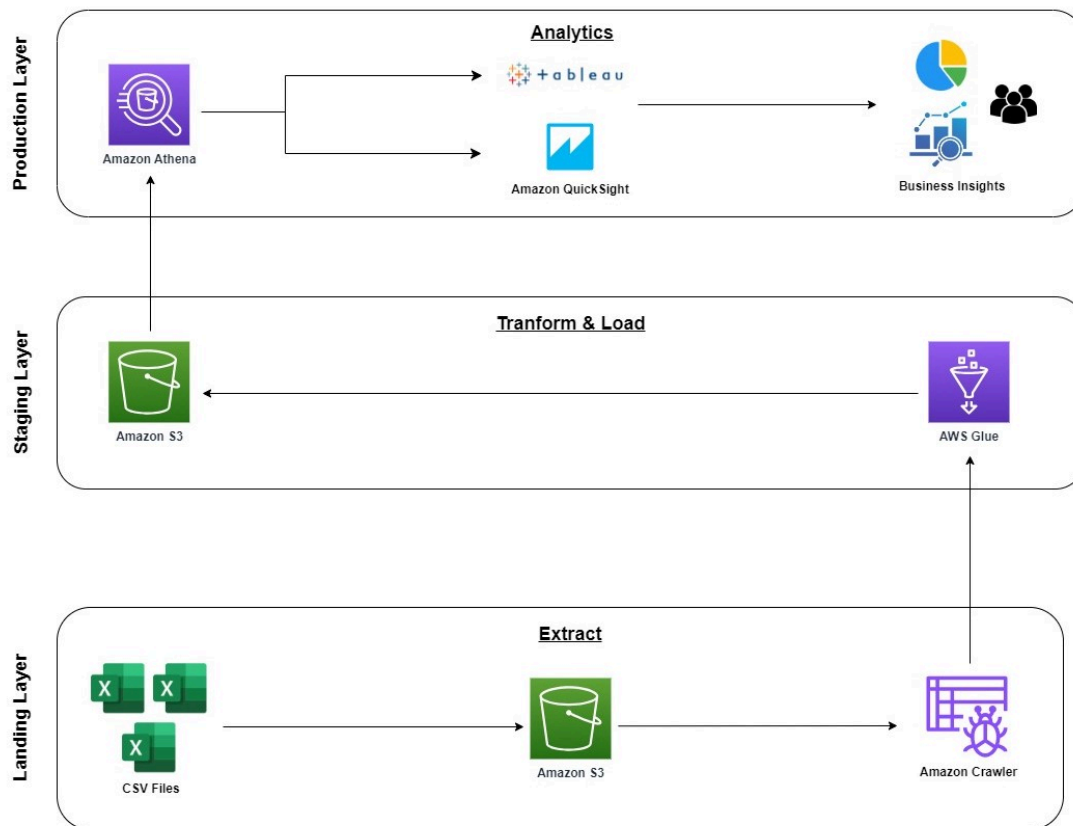 Production Layer
Analytics
+ a b | e a u
Amazon Athena
Amazon QuickSight
Business Insights
Staging Layer
Tranform & Load
Amazon S3
AWS Glue
Landing Layer
Extract
X
X
X
CSV Files
Amazon S3
Amazon Crawler